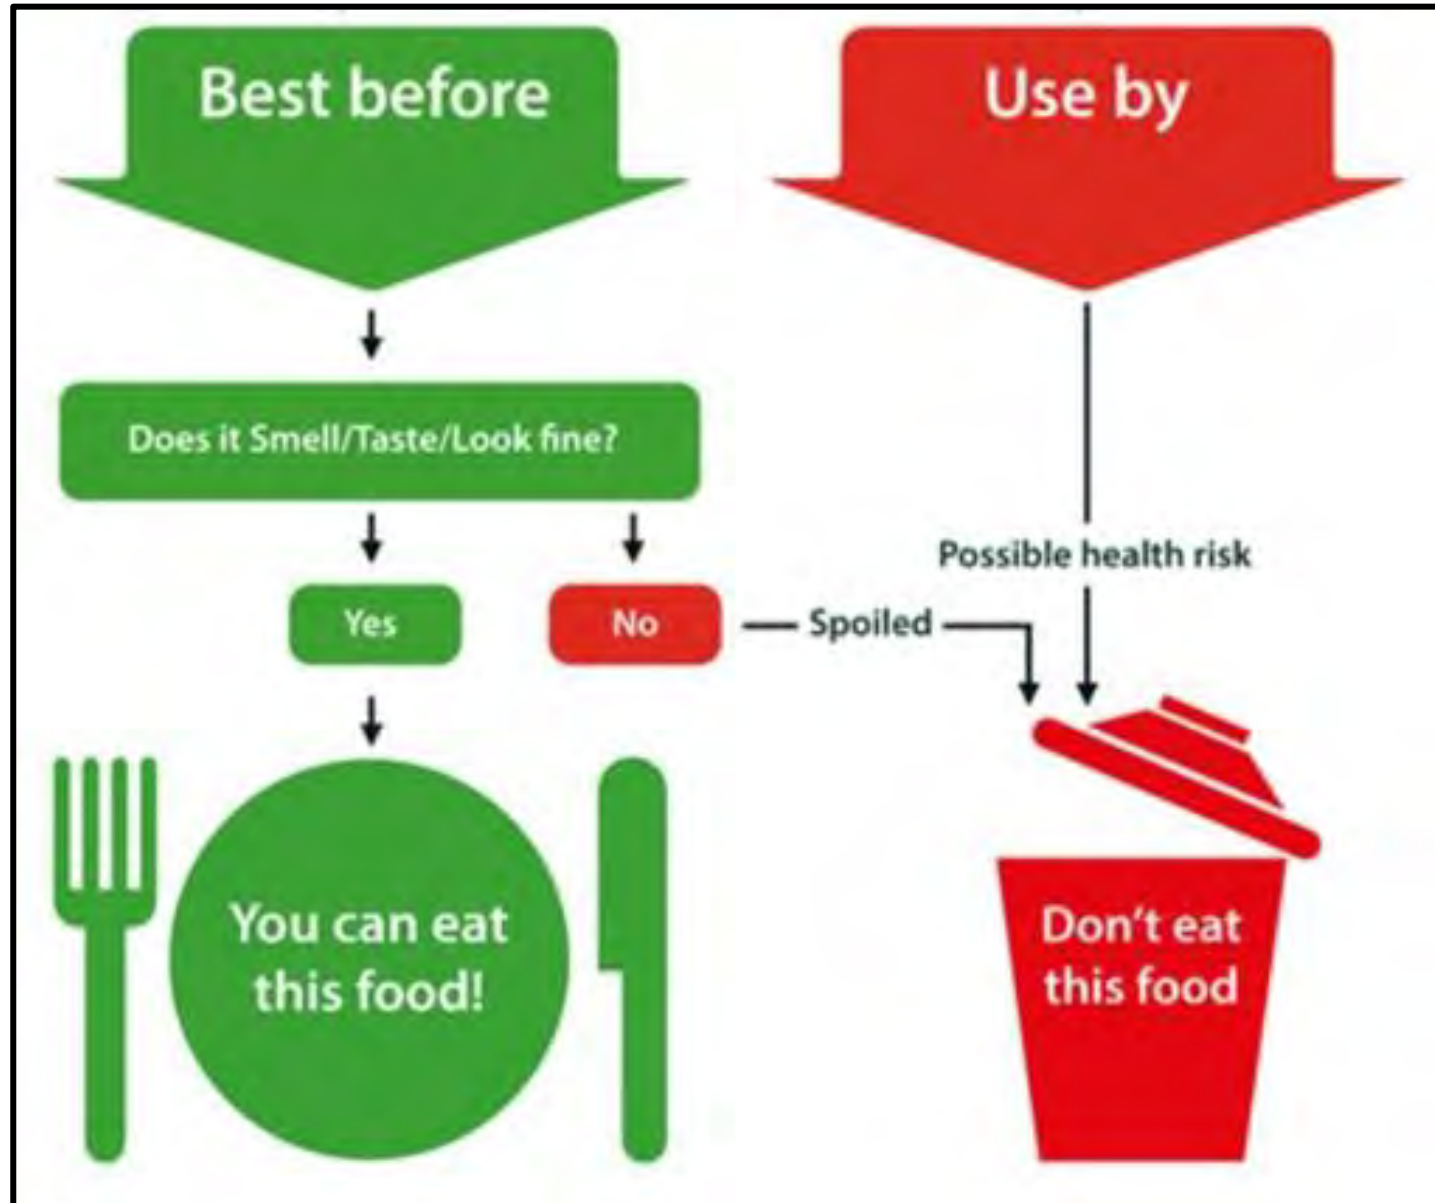 Best before
Use by
Does it Smell/Taste/Look fine?
Possible health risk
Yes
No
Spoiled
You can eat
this food!
Don't eat
this food